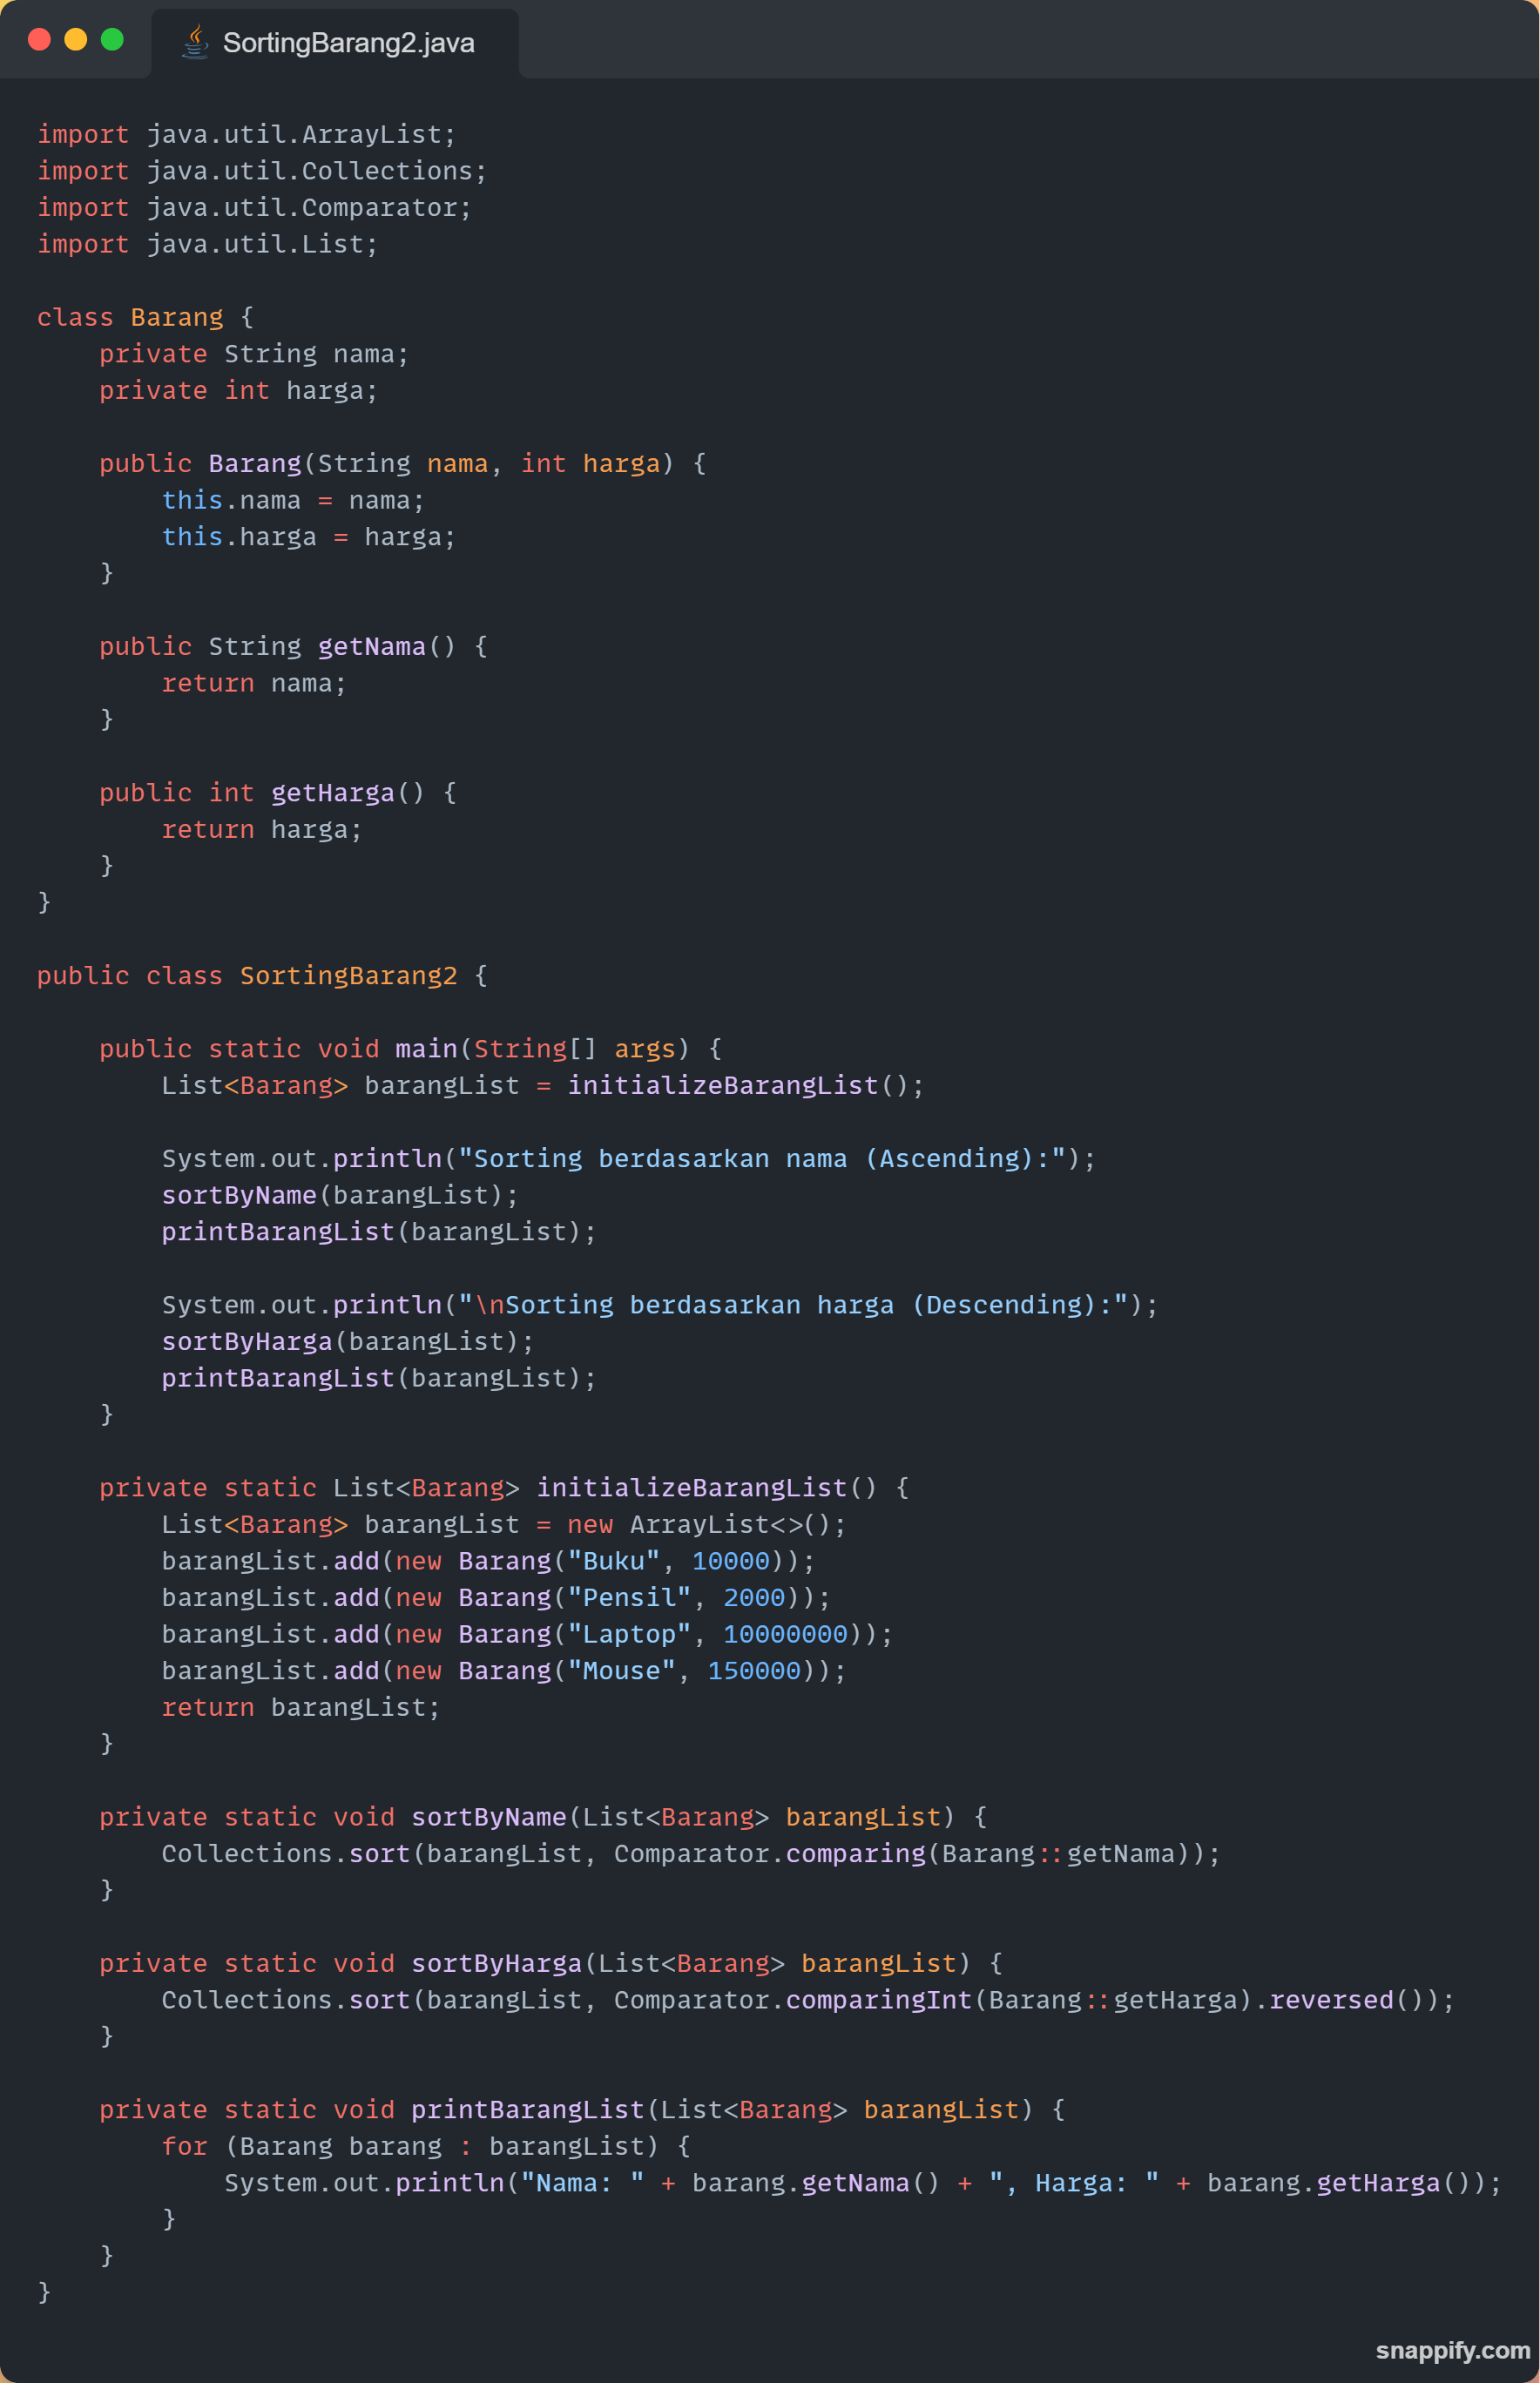 SortingBarang2.java
import java.util.ArrayList;
import java.util.Collections;
import java.util.Comparator;
import java.util.List;

class Barang {
    private String nama;
    private int harga;

    public Barang(String nama, int harga) {
        this.nama = nama;
        this.harga = harga;
    }

    public String getNama() {
        return nama;
    }

    public int getHarga() {
        return harga;
    }
}

public class SortingBarang2 {

    public static void main(String[] args) {
        List<Barang> barangList = initializeBarangList();

        System.out.println("Sorting berdasarkan nama (Ascending):");
        sortByName(barangList);
        printBarangList(barangList);

        System.out.println("\nSorting berdasarkan harga (Descending):");
        sortByHarga(barangList);
        printBarangList(barangList);
    }

    private static List<Barang> initializeBarangList() {
        List<Barang> barangList = new ArrayList<>();
        barangList.add(new Barang("Buku", 10000));
        barangList.add(new Barang("Pensil", 2000));
        barangList.add(new Barang("Laptop", 10000000));
        barangList.add(new Barang("Mouse", 150000));
        return barangList;
    }

    private static void sortByName(List<Barang> barangList) {
        Collections.sort(barangList, Comparator.comparing(Barang::getNama));
    }

    private static void sortByHarga(List<Barang> barangList) {
        Collections.sort(barangList, Comparator.comparingInt(Barang::getHarga).reversed());
    }

    private static void printBarangList(List<Barang> barangList) {
        for (Barang barang : barangList) {
            System.out.println("Nama: " + barang.getNama() + ", Harga: " + barang.getHarga());
        }
    }
}
snappify.com